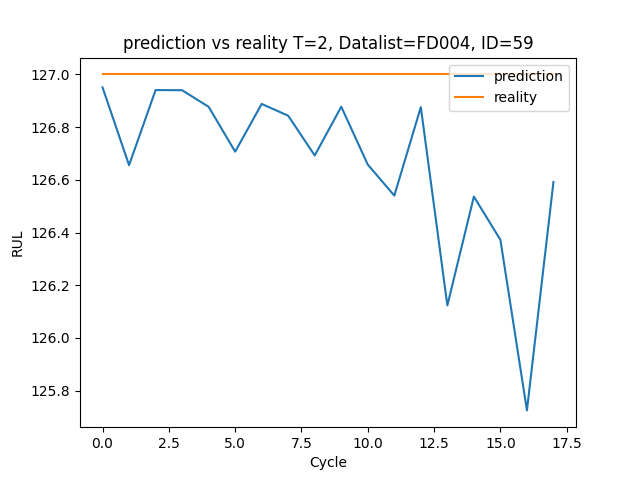 prediction vs reality T=2, Datalist=FD004, ID=59
127.0
126.8
126.6
126.4
126.2
126.0
125.8
RUL
prediction
reality
0.0 2.5 5.0 7.5 10.0 12.5 15.0 17.5
Cycle